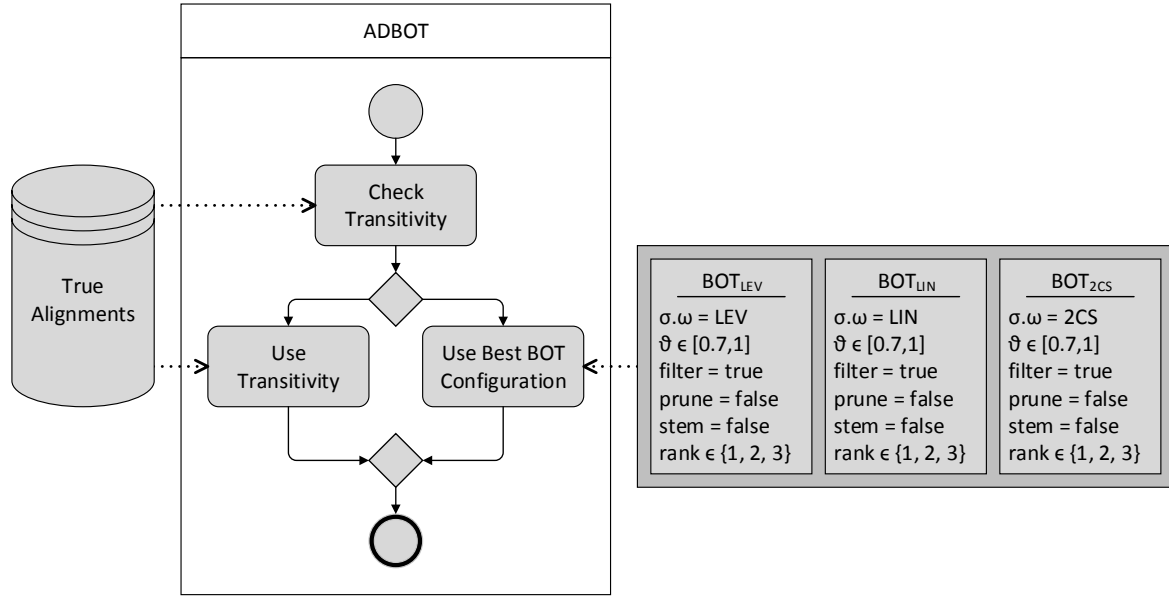 ADBOT
Check
Transitivity
True
Alignments
Use
Transitivity
Use Best BOT
Configuration
BOTLEV
σ.ω = LEV
ϑ ϵ [0.7,1]
filter = true
prune = false
stem = false
rank ϵ {1, 2, 3}
BOTLIN
σ.ω = LIN
ϑ ϵ [0.7,1]
filter = true
prune = false
stem = false
rank ϵ {1, 2, 3}
BOT2CS
σ.ω = 2CS
ϑ ϵ [0.7,1]
filter = true
prune = false
stem = false
rank ϵ {1, 2, 3}